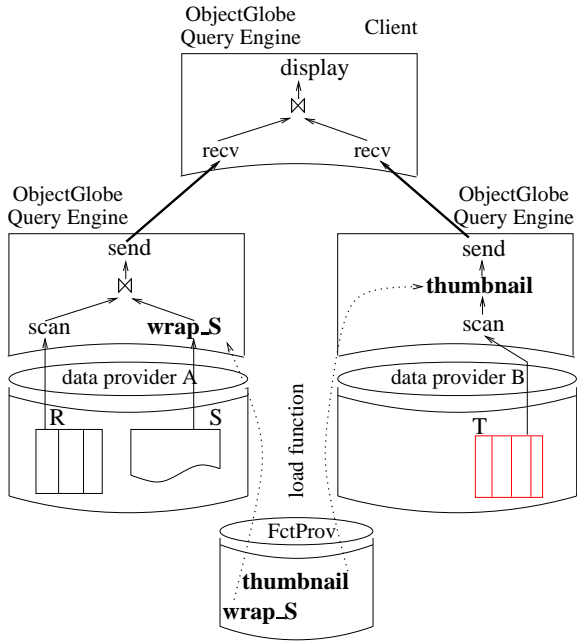 ObjectGlobe
Query Engine
Client
display
recv
recv
ObjectGlobe
Query Engine
ObjectGlobe
Query Engine
send
send
thumbnail
scan
wrap_S
scan
data provider A
data provider B
R
S
T
load function
FctProv
thumbnail
wrap_S